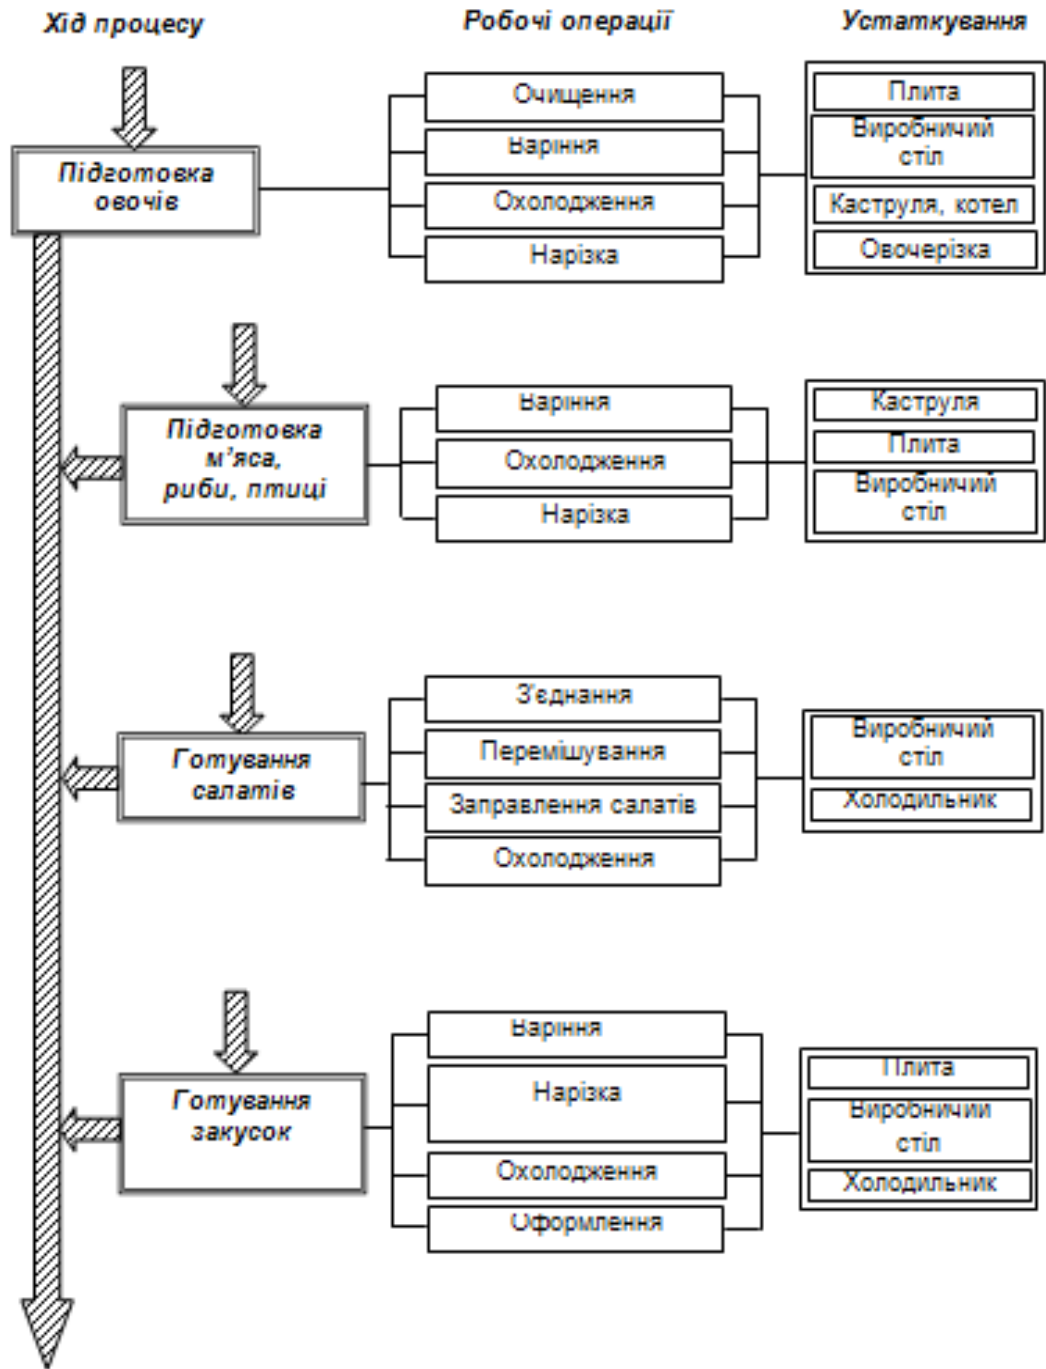 Хід процесу
Робочі операції
Устаткування
Підготовка
овочів
Очищення
Варіння
Охолодження
Нарізка
Плита
Виробничий
стіл
Каструля, котел
Овочерізка
Підготовка
м’яса,
риби, птиці
Варіння
Охолодження
Нарізка
Каструля
Плита
Виробничий
стіл
Готування
салатів
З’єднання
Перемішування
Заправлення салатів
Охолодження
Виробничий
стіл
Холодильник
Готування
закусок
Варіння
Нарізка
Охолодження
Оформлення
Плита
Виробничий
стіл
Холодильник